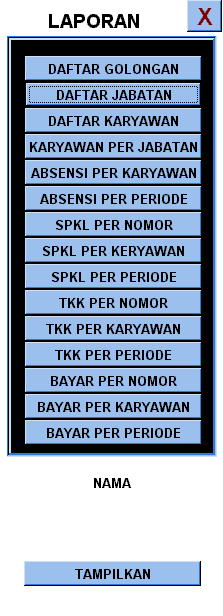 LAPORAN
X
DAFTAR GOLONGAN
DAFTAR JABATAN
DAFTAR KARYAWAN
KARYAWAN PER JABATAN
ABSENSI PER KARYAWAN
ABSENSI PER PERIODE
SPKL PER NOMOR
SPKL PER KERYAWAN
SPKL PER PERIODE
TKK PER NOMOR
TKK PER KARYAWAN
TKK PER PERIODE
BAYAR PER NOMOR
BAYAR PER KARYAWAN
BAYAR PER PERIODE
NAMA
TAMPILKAN